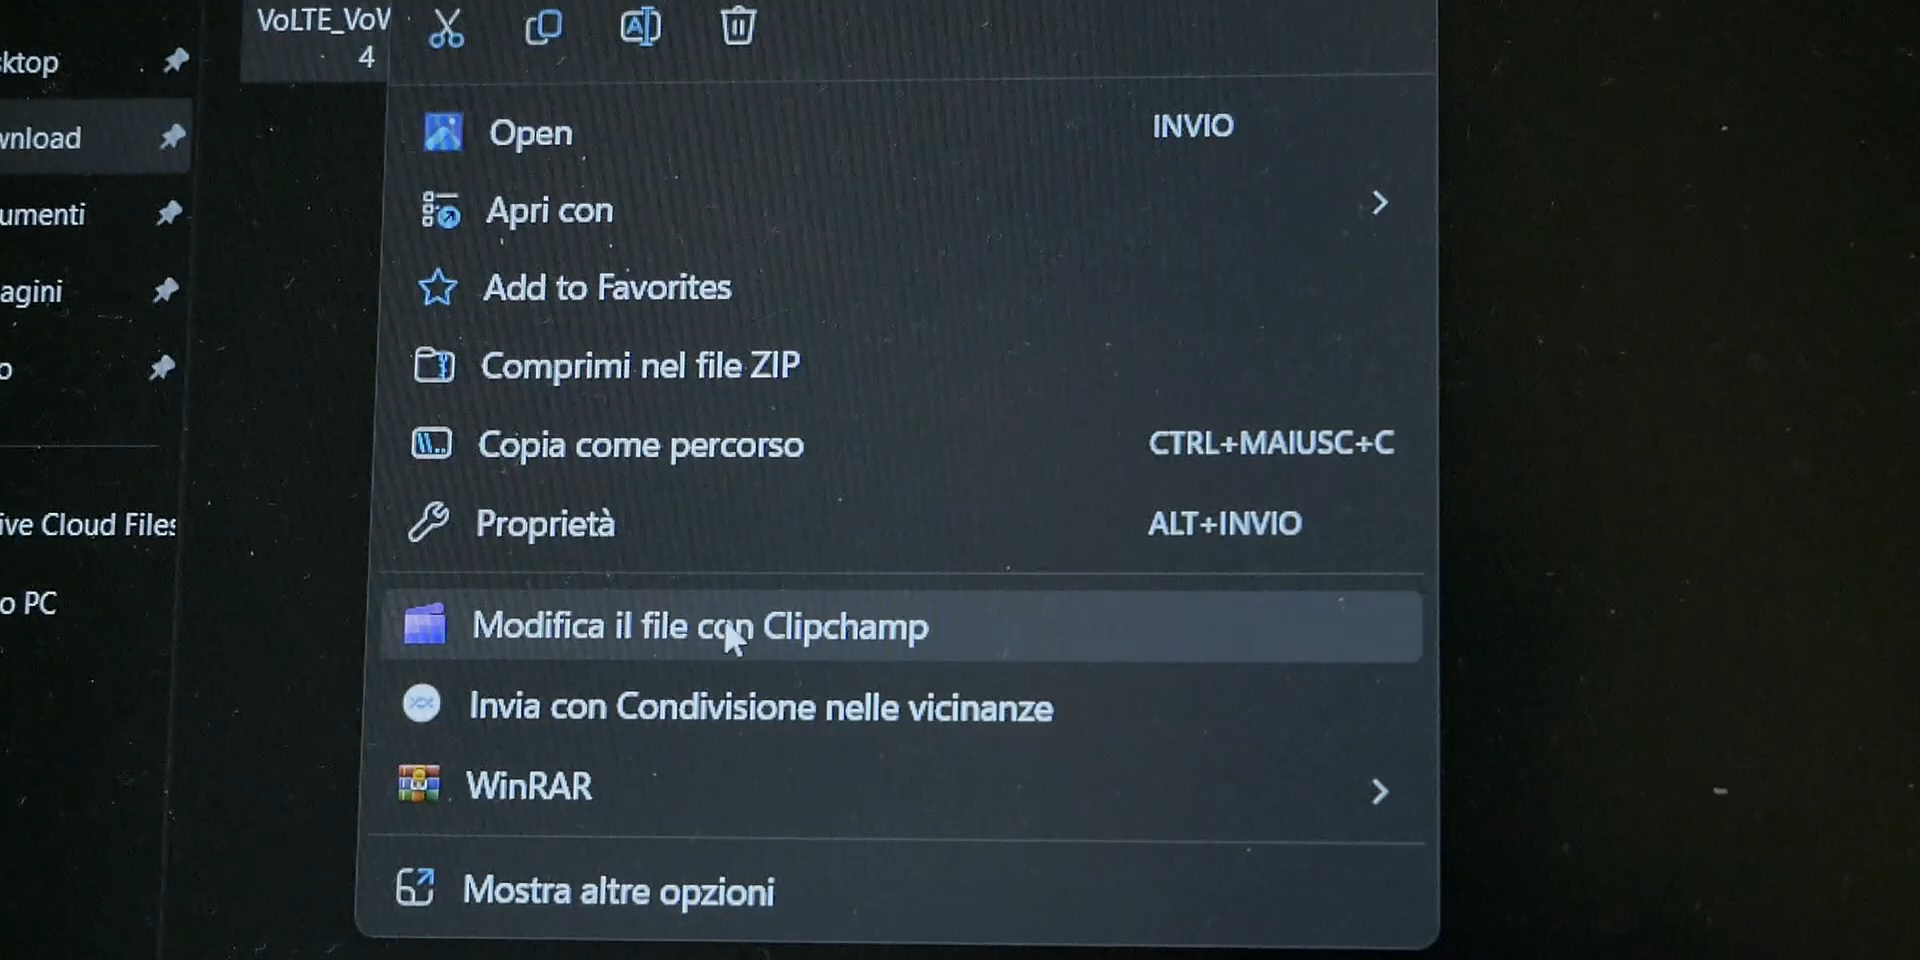 VoLTE_VoV
4
sktop
wnload
umenti
agini
o
ive Cloud Files
o PC
Open INVIO
Apri con
Add to Favorites
Comprimi nel file ZIP
Copia come percorso CTRL+MAIUSC+C
Proprietà ALT+INVIO
Modifica il file con Clipchamp
Invia con Condivisione nelle vicinanze
WinRAR
Mostra altre opzioni